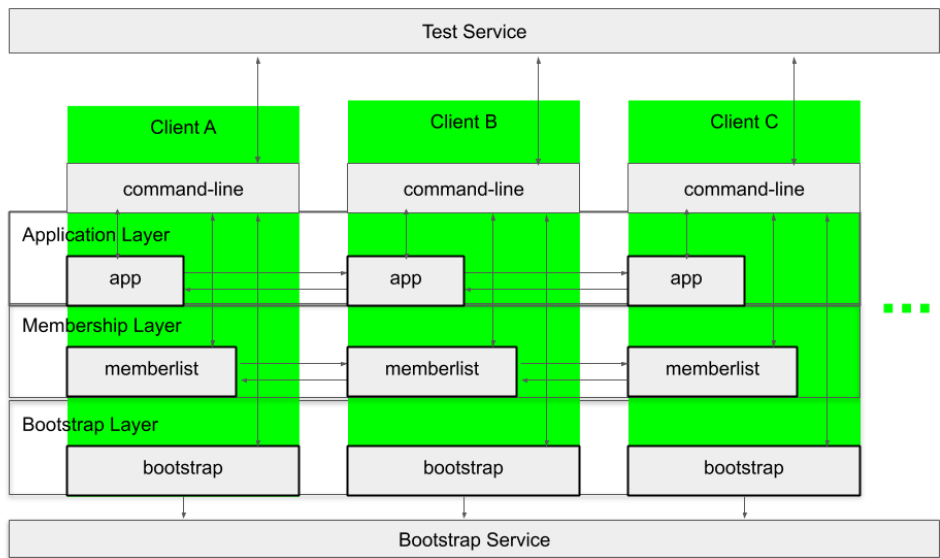 Test Service
Client A
Client B
Client C
command-line
command-line
command-line
Application Layer
app
app
app
Membership Layer
memberlist
memberlist
memberlist
Bootstrap Layer
bootstrap
bootstrap
bootstrap
Bootstrap Service